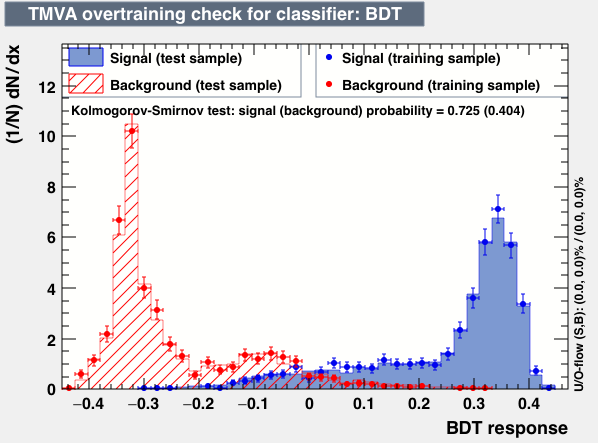 TMVA overtraining check for classifier: BDT
(1/N) dN / dx
Signal (test sample)
Background (test sample)
Signal (training sample)
Background (training sample)
Kolmogorov-Smirnov test: signal (background) probability = 0.725 (0.404)
12
10
8
6
4
2
0
−0.4 −0.3 −0.2 −0.1 0 0.1 0.2 0.3 0.4
BDT response
U/O-flow (S,B): (0.0, 0.0)% / (0.0, 0.0)%